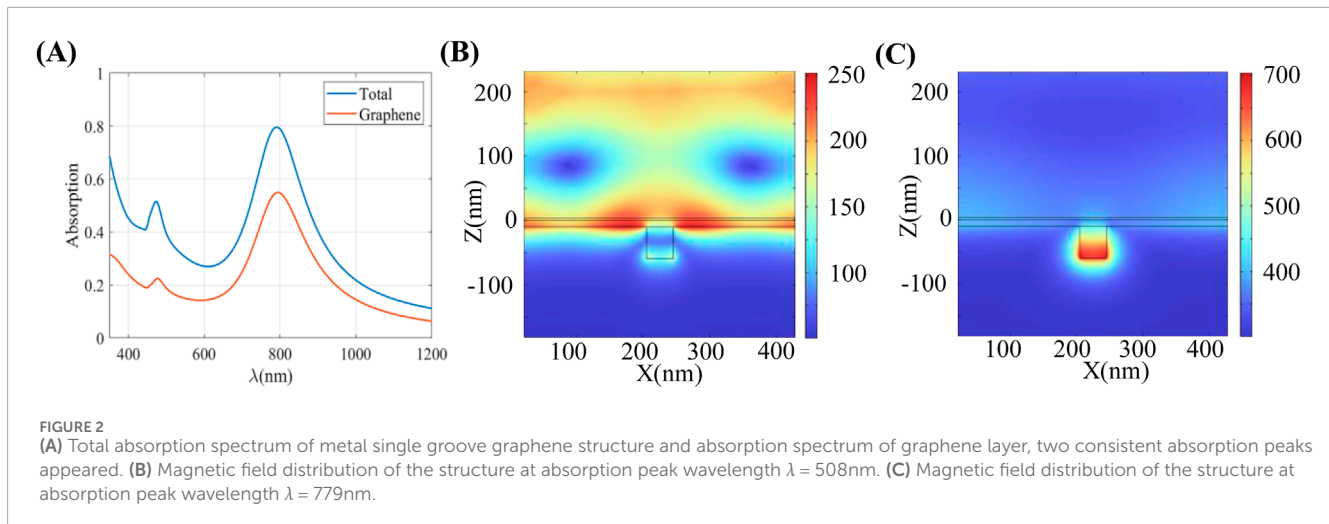 (A)
1
0.8
0.6
0.4
0.2
0
Absorption
Total
Graphene
400
600
800
1000
1200
λ(nm)
(B)
200
100
0
-100
Z(nm)
100
200
300
400
X(nm)
250
200
150
100
(C)
200
100
0
-100
Z(nm)
100
200
300
400
X(nm)
700
600
500
400
FIGURE 2
(A) Total absorption spectrum of metal single groove graphene structure and absorption spectrum of graphene layer, two consistent absorption peaks
appeared. (B) Magnetic field distribution of the structure at absorption peak wavelength λ = 508nm. (C) Magnetic field distribution of the structure at
absorption peak wavelength λ = 779nm.